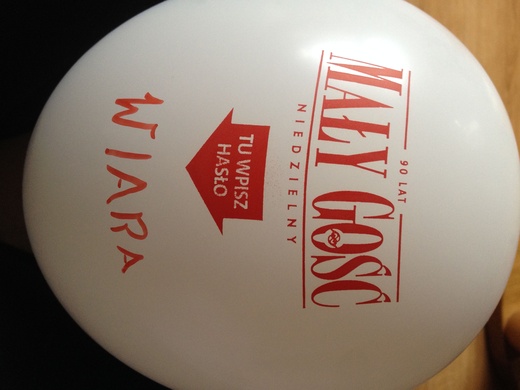 90 LAT
MAŁY GOŚĆ
NIEDZIELNY
TU WPISZ
HASŁO
WIARA